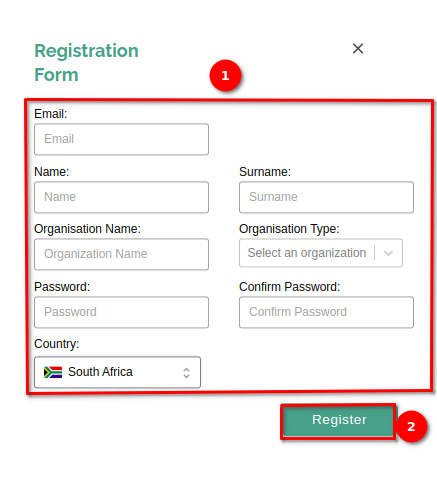 Registration
Form
1
Email:
Email
Name:
Surname:
Name
Surname
Organisation Name:
Organisation Type:
Organization Name
Select an organization
Password:
Confirm Password:
Password
Confirm Password
Country:
South Africa
Register
2